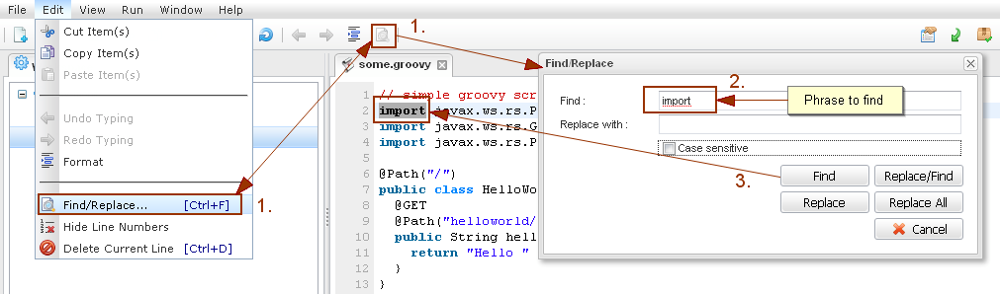 File Edit View Run Window Help
Cut Item(s)
Copy Item(s)
Paste Item(s)
Undo Typing
Redo Typing
Format
Find/Replace... [Ctrl+F]
Hide Line Numbers
Delete Current Line [Ctrl+D]
1.
1.
some.groovy
1 // simple groovy scr
2 import javax.ws.rs.P
3 import javax.ws.rs.G
4 import javax.ws.rs.P
5
6 @Path("/")
7 public class HelloWo
8 @GET
9 @Path("helloworld/
10 public String hell
11 return "Hello "
12 }
13 }
Find/Replace
2.
Find : import
Phrase to find
Replace with :
Case sensitive
3.
Find Replace/Find
Replace Replace All
Cancel